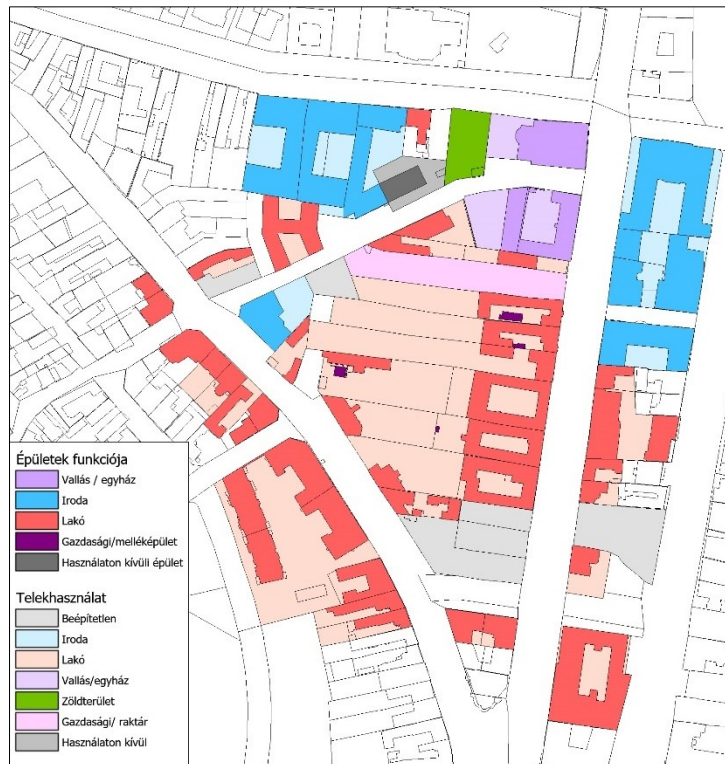 Épületek funkciója
Vallás / egyház
Iroda
Lakó
Gazdasági/melléképület
Használaton kívüli épület
Telekhasználat
Beépítetlen
Iroda
Lakó
Vallás/egyház
Zöldterület
Gazdasági/ raktár
Használaton kívül